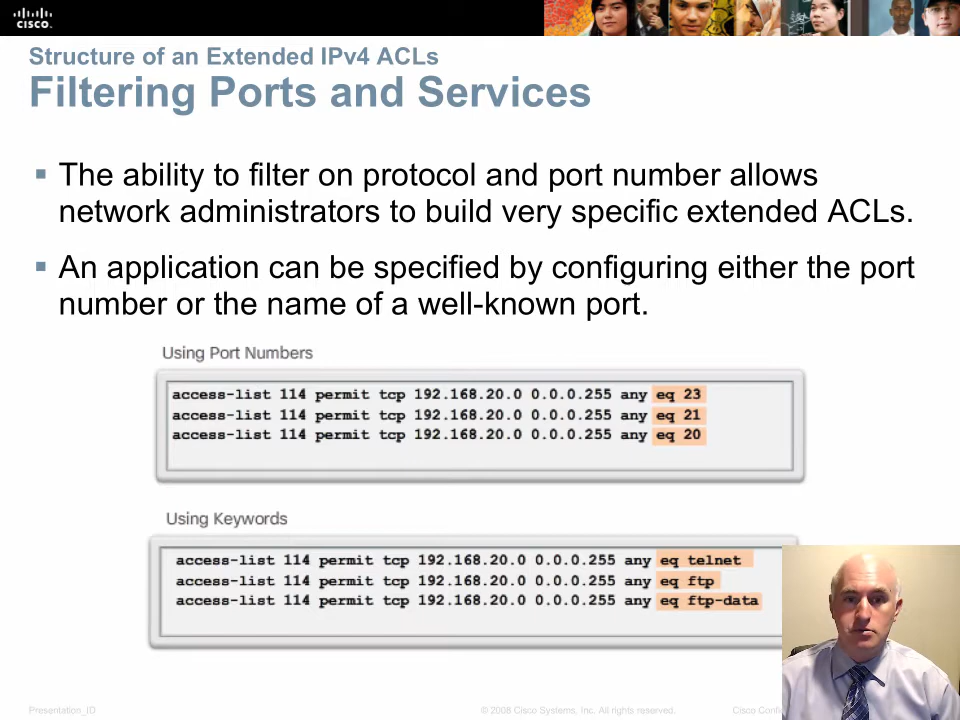 CISCO
Structure of an Extended IPv4 ACLs
Filtering Ports and Services
The ability to filter on protocol and port number allows
network administrators to build very specific extended ACLs.
An application can be specified by configuring either the port
number or the name of a well-known port.
Using Port Numbers
access-list 114 permit tcp 192.168.20.0 0.0.0.255 any eq 23
access-list 114 permit tcp 192.168.20.0 0.0.0.255 any eq 21
access-list 114 permit tcp 192.168.20.0 0.0.0.255 any eq 20
Using Keywords
access-list 114 permit tcp 192.168.20.0 0.0.0.255 any eq telnet
access-list 114 permit tcp 192.168.20.0 0.0.0.255 any eq ftp
access-list 114 permit tcp 192.168.20.0 0.0.0.255 any eq ftp-data
Presentation_ID
© 2008 Cisco Systems, Inc. All rights reserved.
Cisco